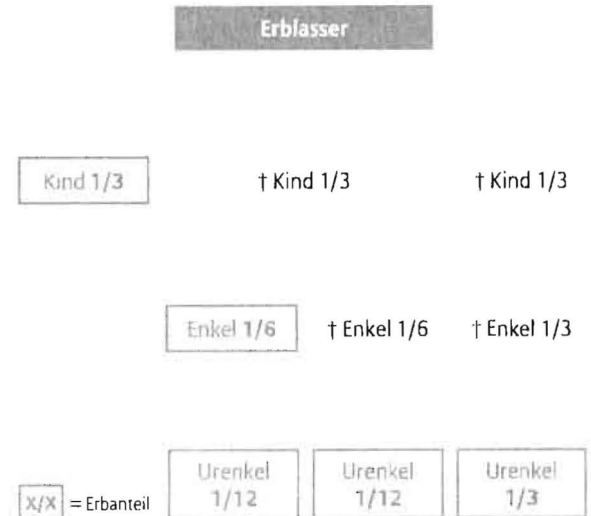 Erblasser
Kind 1/3
† Kind 1/3
† Kind 1/3
Enkel 1/6
† Enkel 1/6
† Enkel 1/3
Urenkel
1/12
Urenkel
1/12
Urenkel
1/3
X/X = Erbanteil